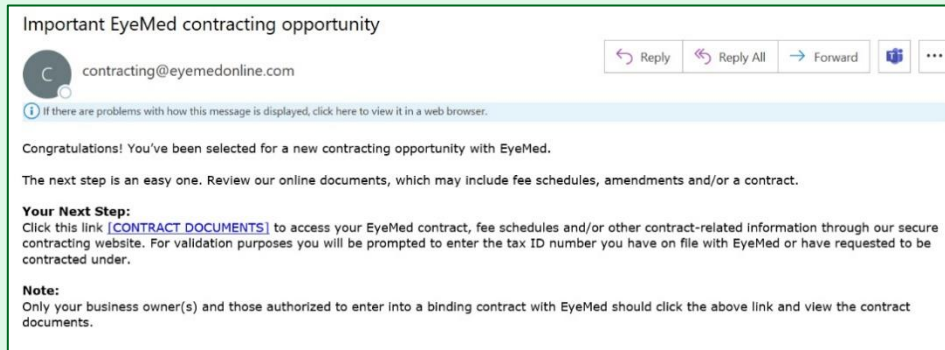 Important EyeMed contracting opportunity
C
contracting@eyemedonline.com
Reply
Reply All
Forward
If there are problems with how this message is displayed, click here to view it in a web browser.
Congratulations! You've been selected for a new contracting opportunity with EyeMed.
The next step is an easy one. Review our online documents, which may include fee schedules, amendments and/or a contract.
Your Next Step:
Click this link [CONTRACT DOCUMENTS] to access your EyeMed contract, fee schedules and/or other contract-related information through our secure
contracting website. For validation purposes you will be prompted to enter the tax ID number you have on file with EyeMed or have requested to be
contracted under.
Note:
Only your business owner(s) and those authorized to enter into a binding contract with EyeMed should click the above link and view the contract
documents.